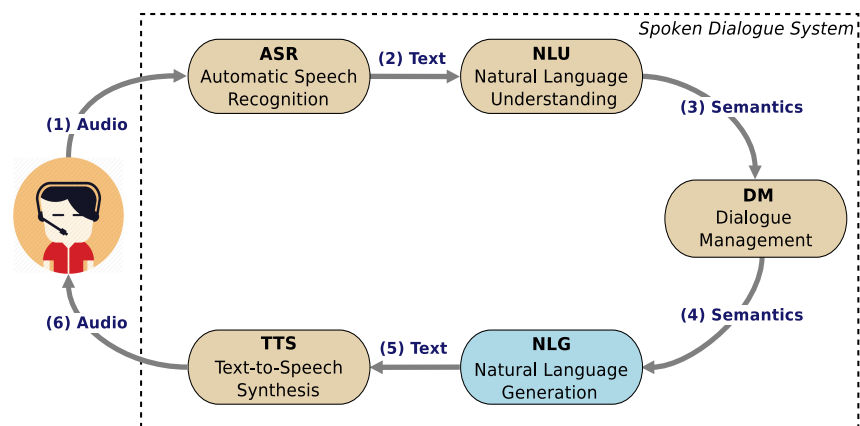 Spoken Dialogue System
ASR
Automatic Speech
Recognition
(2) Text
NLU
Natural Language
Understanding
(1) Audio
(3) Semantics
DM
Dialogue
Management
(4) Semantics
(6) Audio
TTS
Text-to-Speech
Synthesis
(5) Text
NLG
Natural Language
Generation